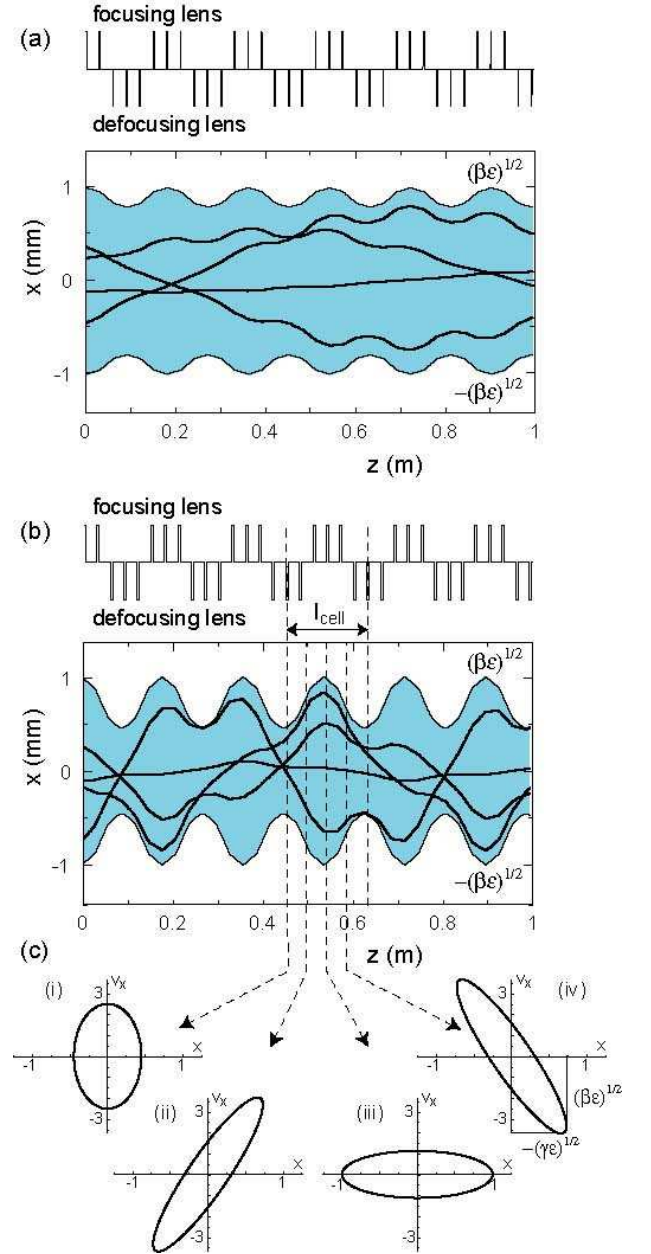 focusing lens
(a)
defocusing lens
(βε)^{1/2}
1
x (mm)
0
-1
−(βε)^{1/2}
0 0.2 0.4 0.6 0.8 1
z (m)
focusing lens
(b)
defocusing lens
l_{cell}
(βε)^{1/2}
1
x (mm)
0
-1
−(βε)^{1/2}
0 0.2 0.4 0.6 0.8 1
z (m)
(c)
(i)
v_x
3
x
-1 1
-3
(ii)
v_x
3
x
-1 1
-3
(iii)
v_x
3
x
-1 1
-3
(iv)
v_x
3
x
-1 1
-3
(βε)^{1/2}
−(γε)^{1/2}